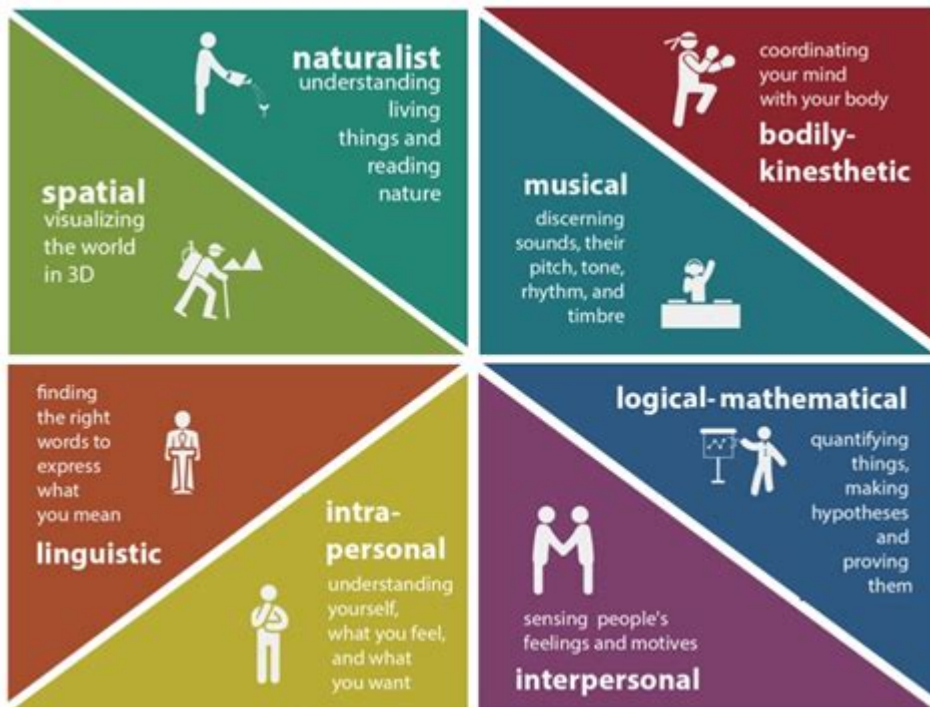 naturalist
understanding
living
things and
reading
nature
spatial
visualizing
the world
in 3D
coordinating
your mind
with your body
bodily-
kinesthetic
musical
discerning
sounds, their
pitch, tone,
rhythm, and
timbre
finding
the right
words to
express
what
you mean
linguistic
intra-
personal
understanding
yourself,
what you feel,
and what
you want
logical-mathematical
quantifying
things,
making
hypotheses
and
proving
them
sensing people's
feelings and motives
interpersonal